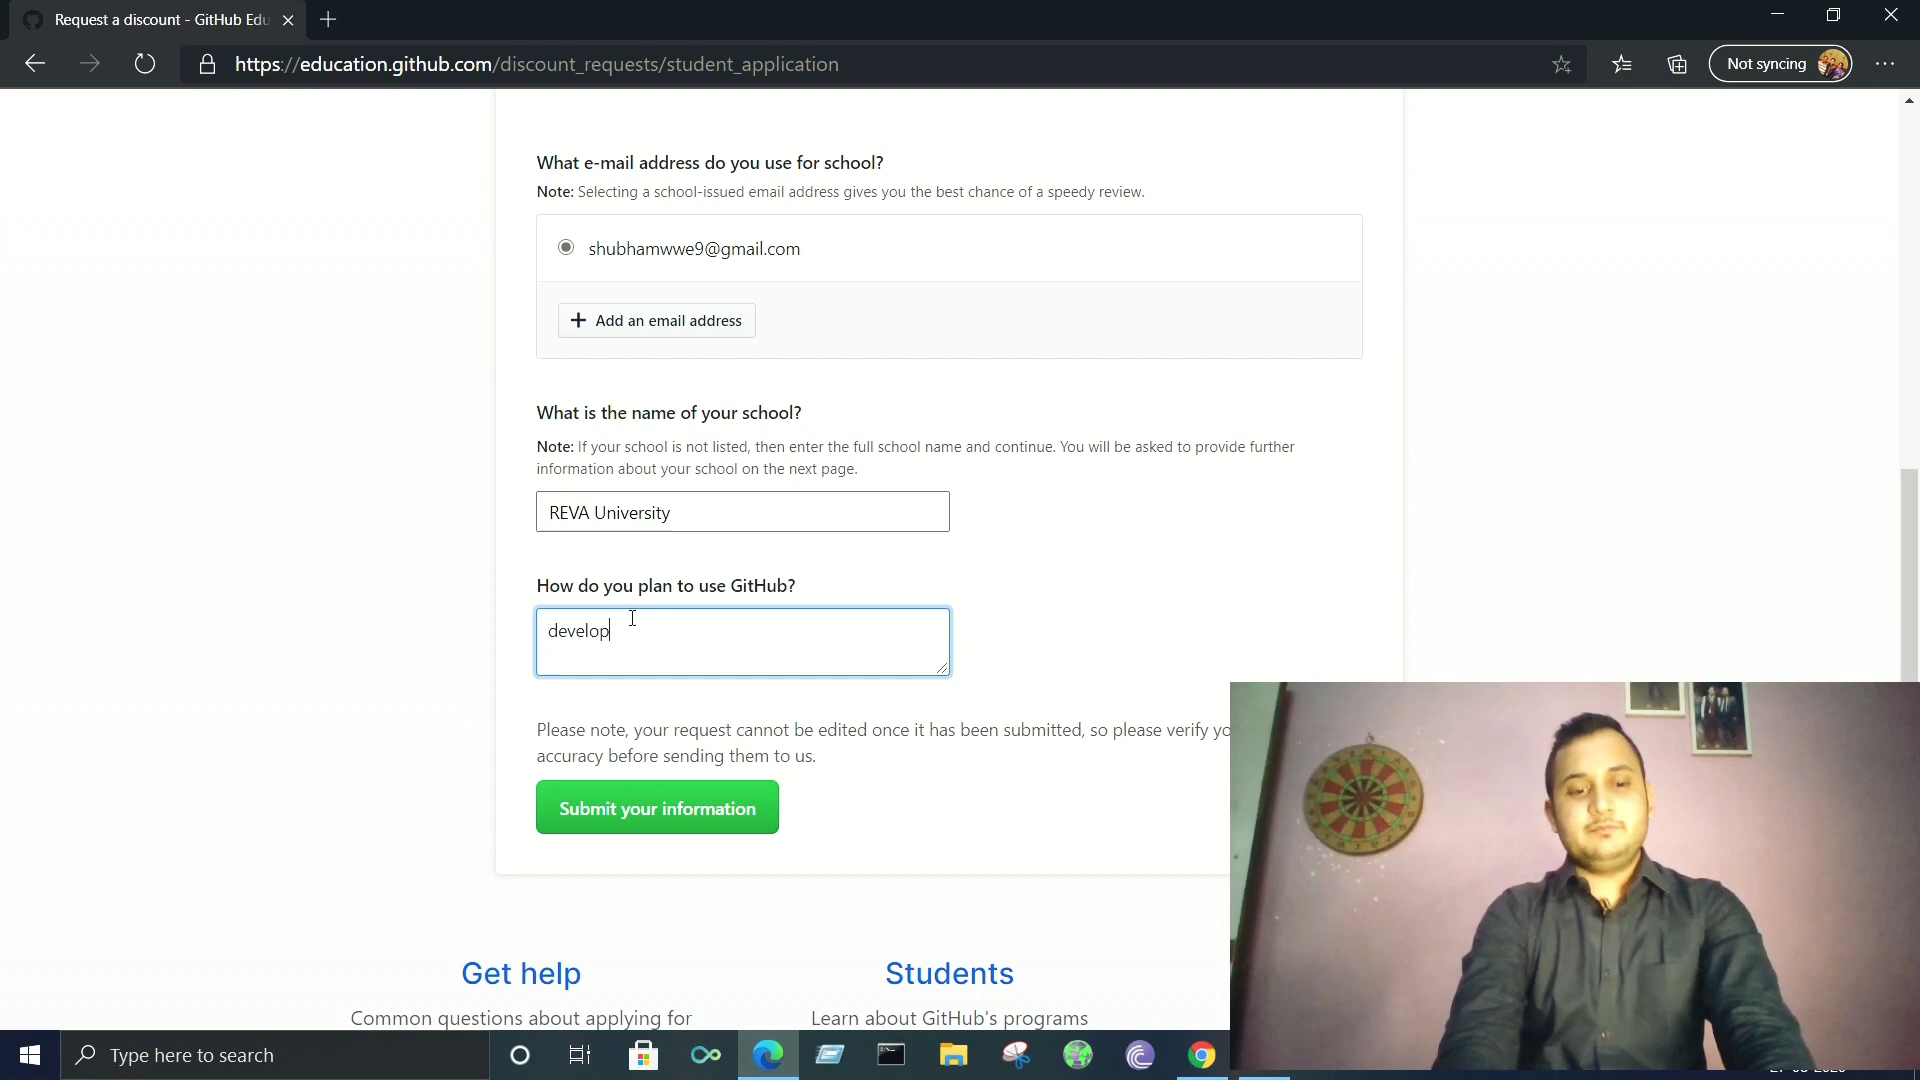 Request a discount - GitHub Edu
https://education.github.com/discount_requests/student_application
Not syncing
What e-mail address do you use for school?
Note: Selecting a school-issued email address gives you the best chance of a speedy review.
shubhamwwe9@gmail.com
Add an email address
What is the name of your school?
Note: If your school is not listed, then enter the full school name and continue. You will be asked to provide further
information about your school on the next page.
REVA University
How do you plan to use GitHub?
develop
Please note, your request cannot be edited once it has been submitted, so please verify yo
accuracy before sending them to us.
Submit your information
Get help
Students
Common questions about applying for
Learn about GitHub's programs
Type here to search